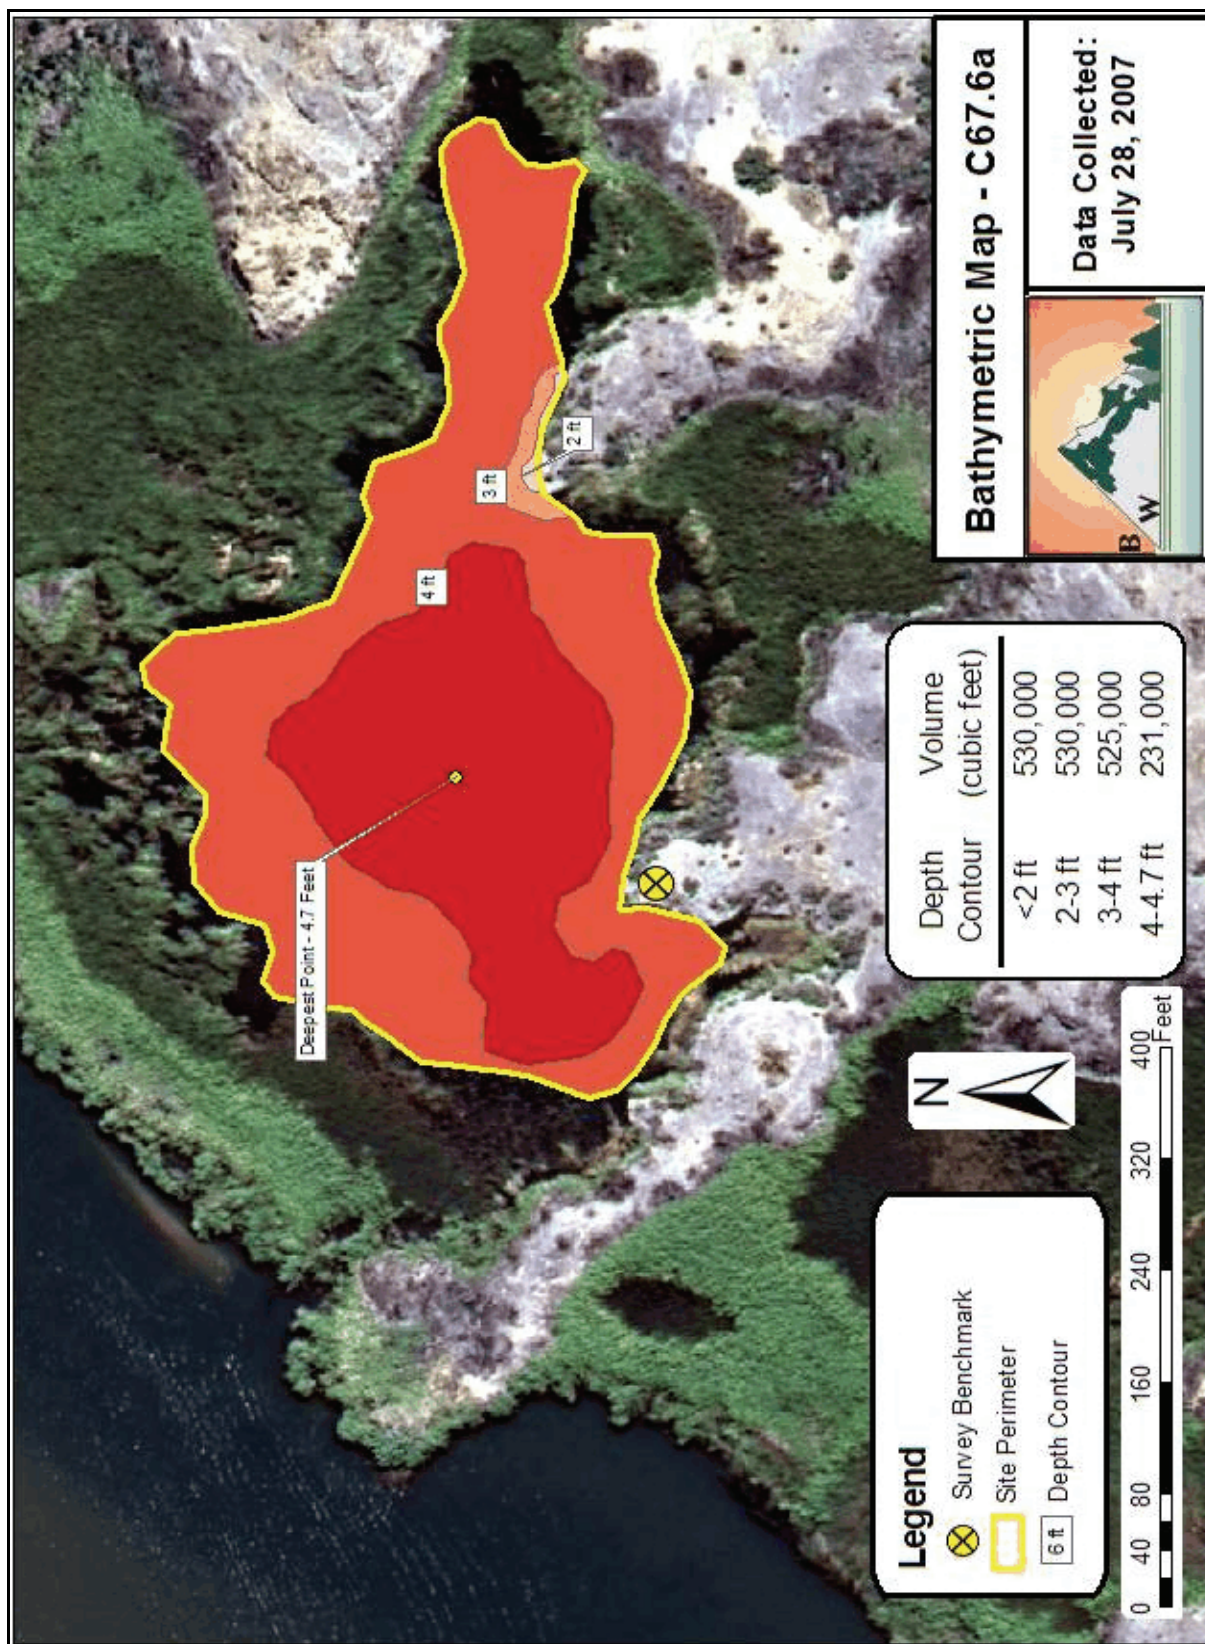 Deepest Point - 4.7 Feet
4 ft
3 ft
2 ft
Legend
Survey Benchmark
Site Perimeter
6 ft Depth Contour
N
0 40 80 160 240 320 400
Feet
Depth Volume
Contour (cubic feet)
<2 ft 530,000
2-3 ft 530,000
3-4 ft 525,000
4-4.7 ft 231,000
Bathymetric Map - C67.6a
B W
Data Collected:
July 28, 2007